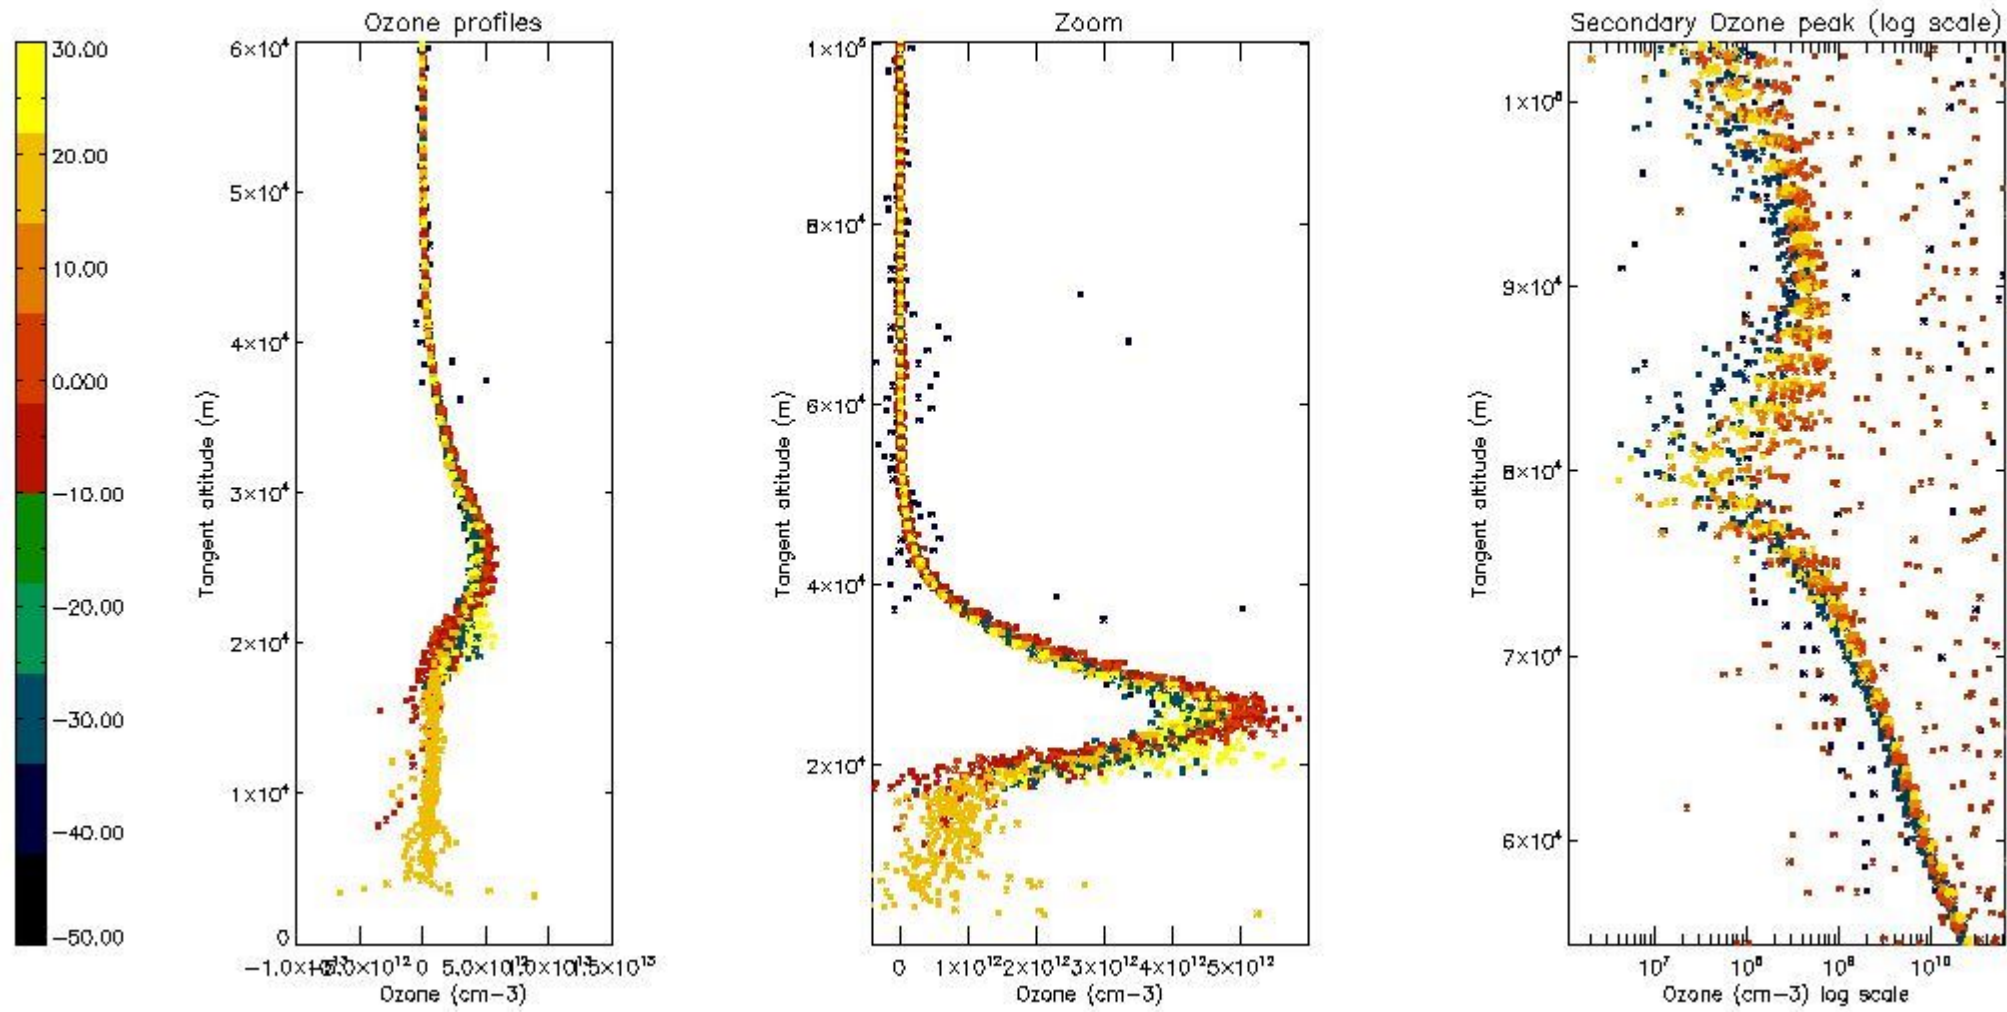 Ozone profiles
Zoom
Secondary Ozone peak (log scale)
30.00
20.00
10.00
0.000
−10.00
−20.00
−30.00
−40.00
−50.00
6×10⁴
5×10⁴
4×10⁴
3×10⁴
2×10⁴
1×10⁴
0
Tangent altitude (m)
0
Ozone (cm−3)
1×10⁵
8×10⁴
6×10⁴
4×10⁴
2×10⁴
Tangent altitude (m)
0 1×10¹² 2×10¹² 3×10¹² 4×10¹² 5×10¹²
Ozone (cm−3)
9×10⁴
8×10⁴
7×10⁴
6×10⁴
Tangent altitude (m)
10⁷ 10⁸ 10⁹ 10¹⁰
Ozone (cm−3) log scale